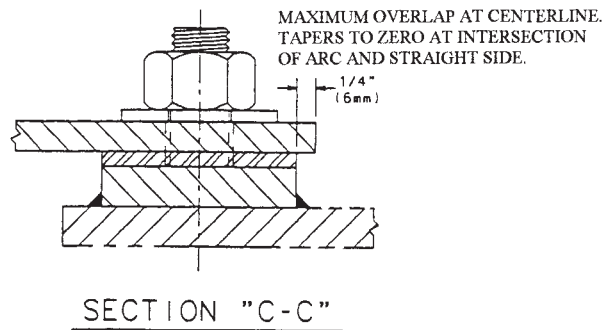 MAXIMUM OVERLAP AT CENTERLINE.
TAPERS TO ZERO AT INTERSECTION
OF ARC AND STRAIGHT SIDE.
1/4"
(6mm)
SECTION "C-C"